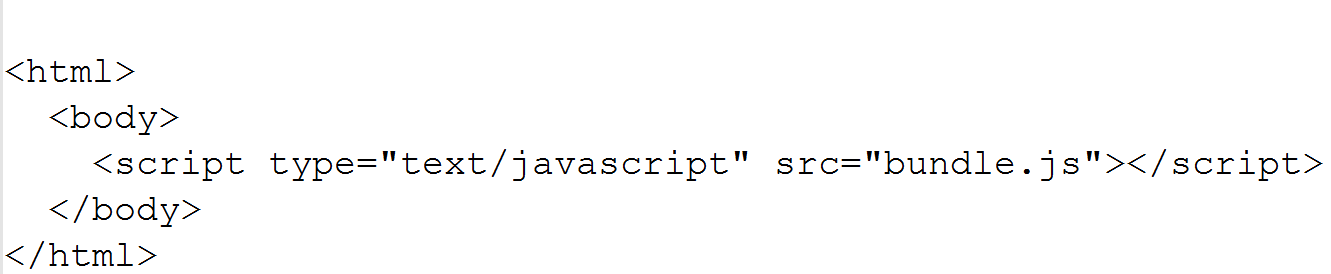 <html>
  <body>
    <script type="text/javascript" src="bundle.js"></script>
  </body>
</html>